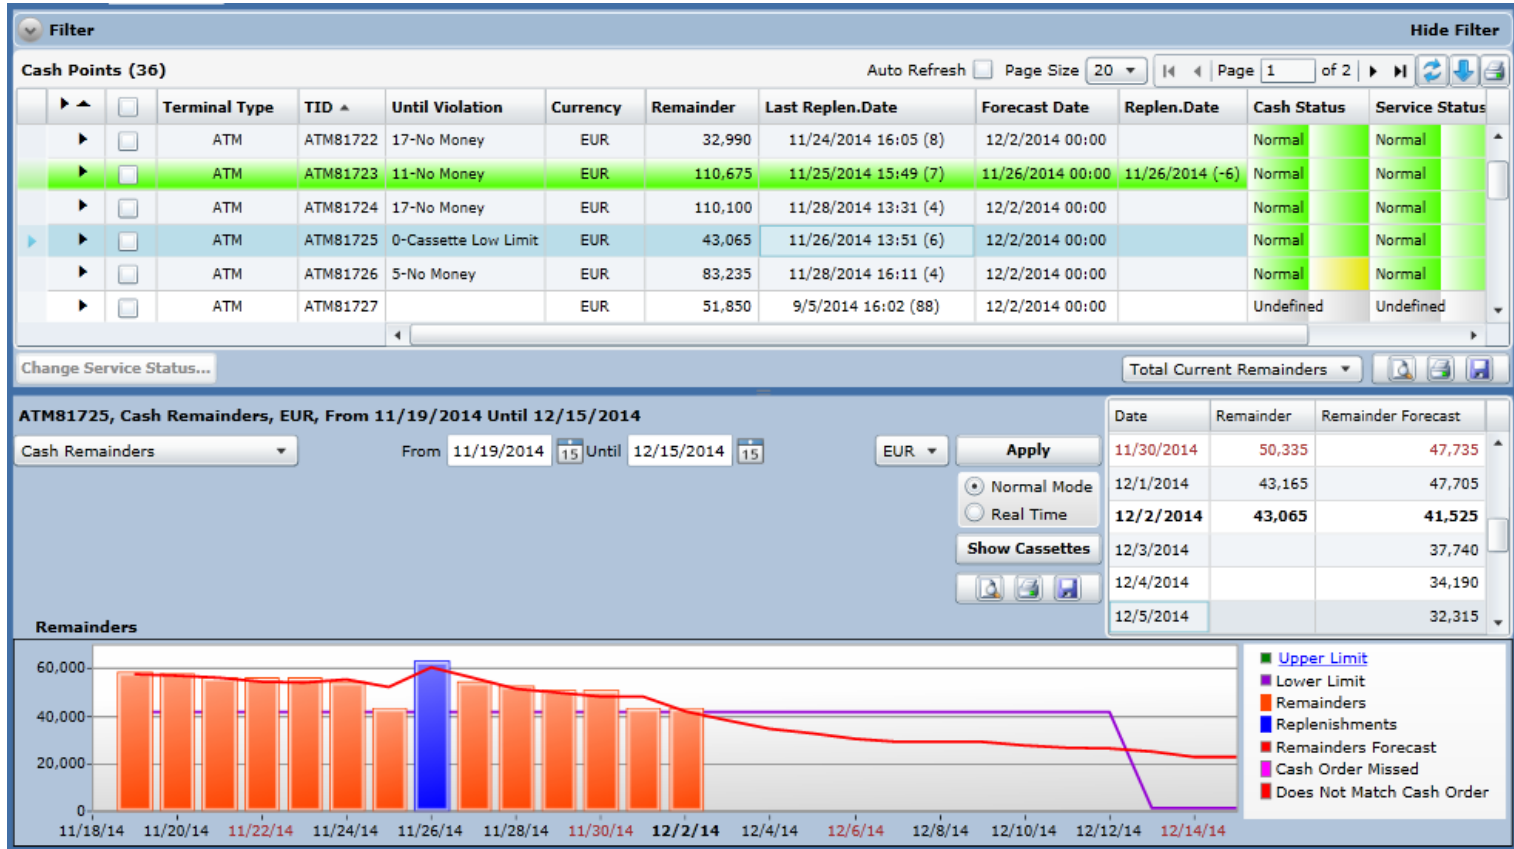 Filter Hide Filter
Cash Points (36) Auto Refresh Page Size 20 Page 1 of 2
Terminal Type TID Until Violation Currency Remainder Last Replen.Date Forecast Date Replen.Date Cash Status Service Status
ATM ATM81722 17-No Money EUR 32,990 11/24/2014 16:05 (8) 12/2/2014 00:00 Normal Normal
ATM ATM81723 11-No Money EUR 110,675 11/25/2014 15:49 (7) 11/26/2014 00:00 11/26/2014 (-6) Normal Normal
ATM ATM81724 17-No Money EUR 110,100 11/28/2014 13:31 (4) 12/2/2014 00:00 Normal Normal
ATM ATM81725 0-Cassette Low Limit EUR 43,065 11/26/2014 13:51 (6) 12/2/2014 00:00 Normal Normal
ATM ATM81726 5-No Money EUR 83,235 11/28/2014 16:11 (4) 12/2/2014 00:00 Normal Normal
ATM ATM81727 EUR 51,850 9/5/2014 16:02 (88) 12/2/2014 00:00 Undefined Undefined
Change Service Status... Total Current Remainders
ATM81725, Cash Remainders, EUR, From 11/19/2014 Until 12/15/2014
Cash Remainders From 11/19/2014 15 Until 12/15/2014 15 EUR Apply
Normal Mode
Real Time
Show Cassettes
Date Remainder Remainder Forecast
11/30/2014 50,335 47,735
12/1/2014 43,165 47,705
12/2/2014 43,065 41,525
12/3/2014 37,740
12/4/2014 34,190
12/5/2014 32,315
Remainders
60,000
40,000
20,000
0
11/18/14 11/20/14 11/22/14 11/24/14 11/26/14 11/28/14 11/30/14 12/2/14 12/4/14 12/6/14 12/8/14 12/10/14 12/12/14 12/14/14
Upper Limit
Lower Limit
Remainders
Replenishments
Remainders Forecast
Cash Order Missed
Does Not Match Cash Order